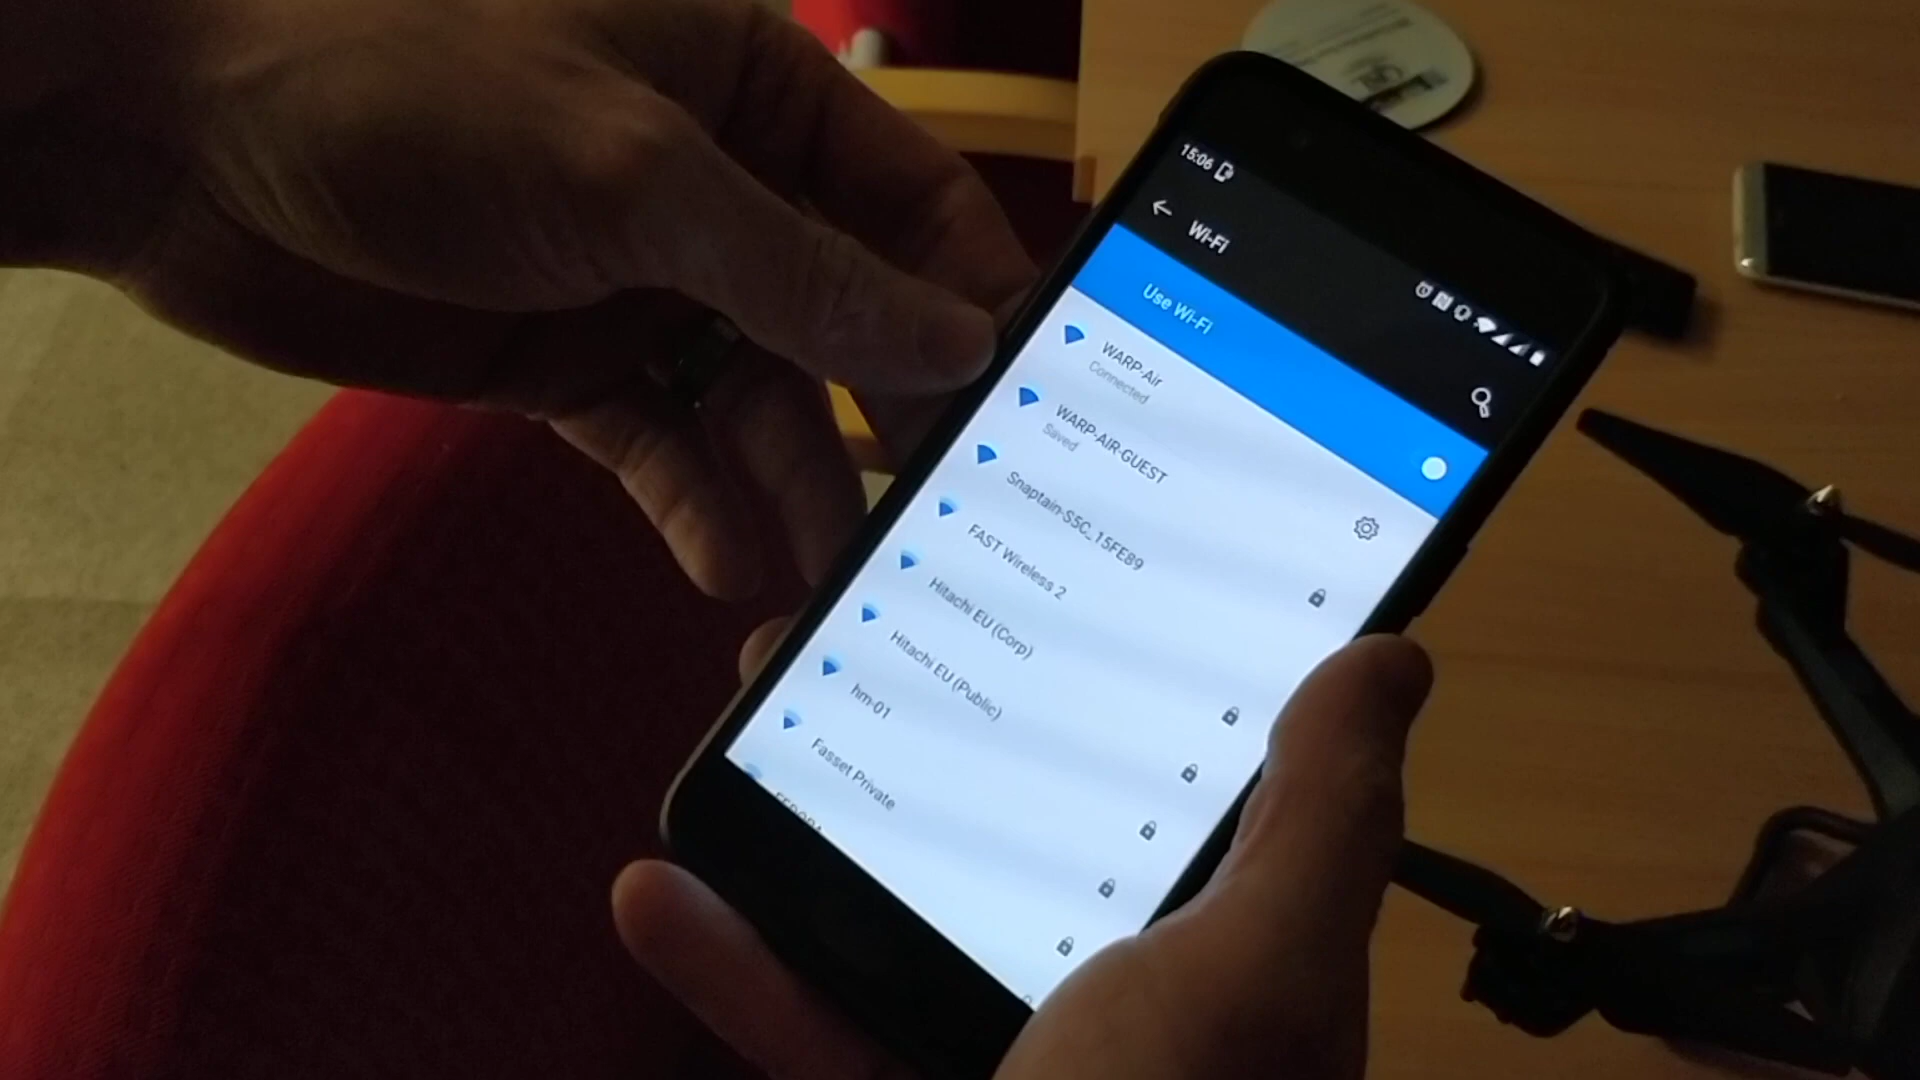 15:06
Wi-Fi
Use Wi-Fi
WARP-Air
Connected
WARP-AIR-GUEST
Saved
Snaptain-S5C_15FE89
FAST Wireless 2
Hitachi EU (Corp)
Hitachi EU (Public)
hm-01
Fasset Private